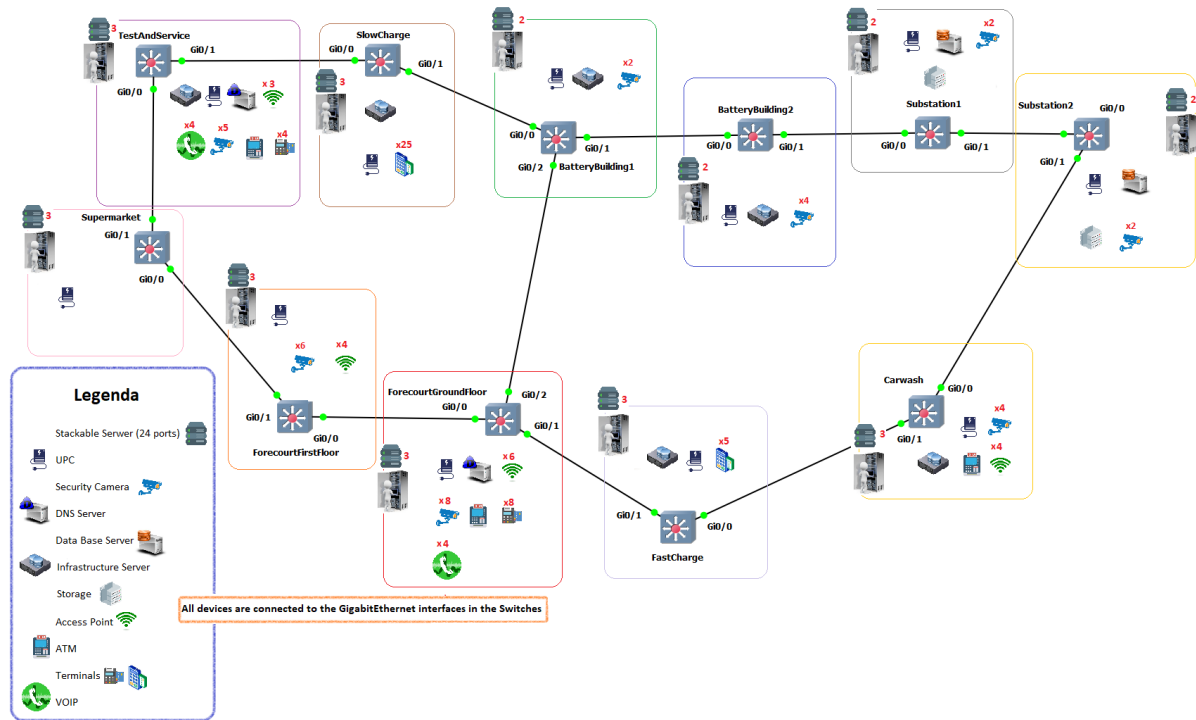 3
TestAndService
Gi0/1
Gi0/0
x 3
x4
x5
x4
SlowCharge
Gi0/0
Gi0/1
3
x25
2
x2
Gi0/0
Gi0/1
Gi0/2
BatteryBuilding1
BatteryBuilding2
Gi0/0
Gi0/1
2
x4
2
x2
Substation1
Gi0/0
Gi0/1
Substation2
Gi0/0
2
Gi0/1
x2
3
Supermarket
Gi0/1
Gi0/0
3
x6
x4
Gi0/1
Gi0/0
ForecourtFirstFloor
ForecourtGroundFloor
Gi0/2
Gi0/0
Gi0/1
3
x 6
x8
x8
x4
3
x5
Gi0/1
Gi0/0
FastCharge
Carwash
Gi0/0
Gi0/1
3
x4
x4
Legenda
Stackable Serwer (24 ports)
UPC
Security Camera
DNS Server
Data Base Server
Infrastructure Server
Storage
Access Point
ATM
Terminals
VOIP
All devices are connected to the GigabitEthernet interfaces in the Switches